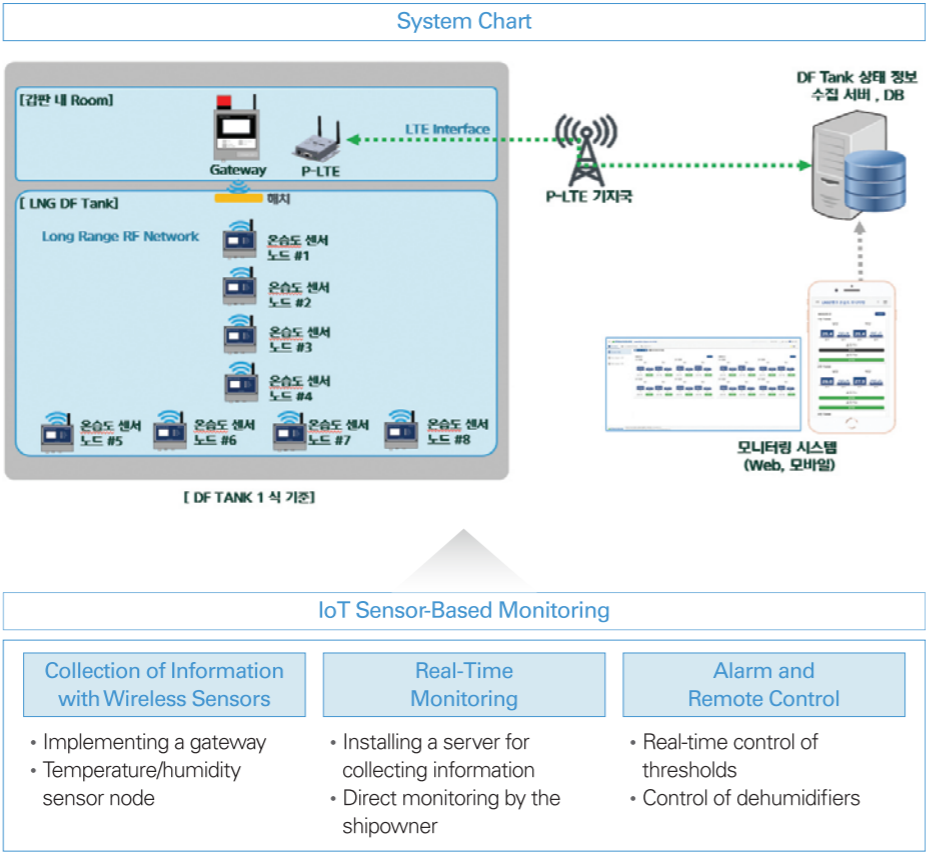 System Chart
[갑판 내 Room]
Gateway
P-LTE
LTE Interface
P-LTE 기지국
DF Tank 상태 정보
수집 서버 , DB
[ LNG DF Tank]
해치
Long Range RF Network
온습도 센서
노드 #1
온습도 센서
노드 #2
온습도 센서
노드 #3
온습도 센서
노드 #4
온습도 센서
노드 #5
온습도 센서
노드 #6
온습도 센서
노드 #7
온습도 센서
노드 #8
모니터링 시스템
(Web, 모바일)
[ DF TANK 1 식 기준]
IoT Sensor-Based Monitoring
Collection of Information
with Wireless Sensors
• Implementing a gateway
• Temperature/humidity
sensor node
Real-Time
Monitoring
• Installing a server for
collecting information
• Direct monitoring by the
shipowner
Alarm and
Remote Control
• Real-time control of
thresholds
• Control of dehumidifiers